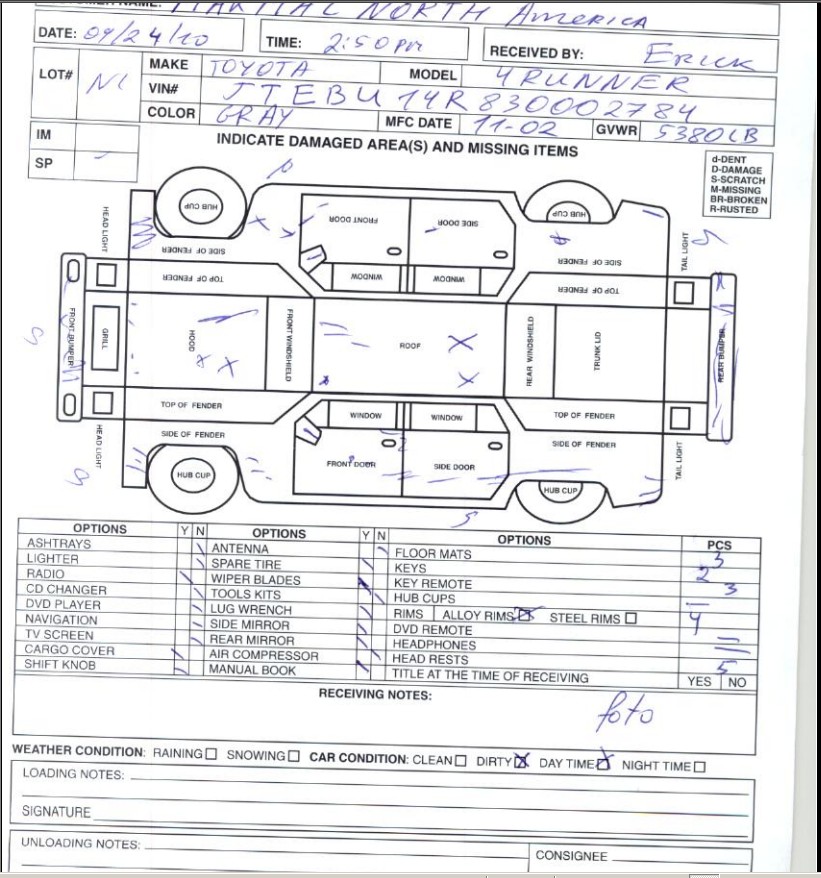 NORTH America
DATE: 09/24/10 TIME: 2:50 pm RECEIVED BY: Erick
LOT# MAKE TOYOTA MODEL 4RUNNER
VIN# JTEBU14R830002784
COLOR GRAY MFC DATE 11-02 GVWR 5380LB
IM
SP
INDICATE DAMAGED AREA(S) AND MISSING ITEMS
d-DENT
D-DAMAGE
S-SCRATCH
M-MISSING
BR-BROKEN
R-RUSTED
HUB CUP FRONT DOOR SIDE DOOR HUB CUP
HEAD LIGHT SIDE OF FENDER SIDE OF FENDER TAIL LIGHT
TOP OF FENDER WINDOW WINDOW TOP OF FENDER
FRONT BUMPER GRILL HOOD FRONT WINDSHIELD ROOF REAR WINDSHIELD TRUNK LID REAR BUMPER
TOP OF FENDER WINDOW WINDOW TOP OF FENDER
HEAD LIGHT SIDE OF FENDER SIDE OF FENDER TAIL LIGHT
HUB CUP FRONT DOOR SIDE DOOR HUB CUP
OPTIONS Y N OPTIONS Y N OPTIONS PCS
ASHTRAYS ANTENNA FLOOR MATS 3
LIGHTER SPARE TIRE KEYS 2
RADIO WIPER BLADES KEY REMOTE 3
CD CHANGER TOOLS KITS HUB CUPS
DVD PLAYER LUG WRENCH RIMS ALLOY RIMS STEEL RIMS 4
NAVIGATION SIDE MIRROR DVD REMOTE
TV SCREEN REAR MIRROR HEADPHONES
CARGO COVER AIR COMPRESSOR HEAD RESTS 5
SHIFT KNOB MANUAL BOOK TITLE AT THE TIME OF RECEIVING YES NO
RECEIVING NOTES:
foto
WEATHER CONDITION: RAINING SNOWING CAR CONDITION: CLEAN DIRTY DAY TIME NIGHT TIME
LOADING NOTES:
SIGNATURE
UNLOADING NOTES:
CONSIGNEE